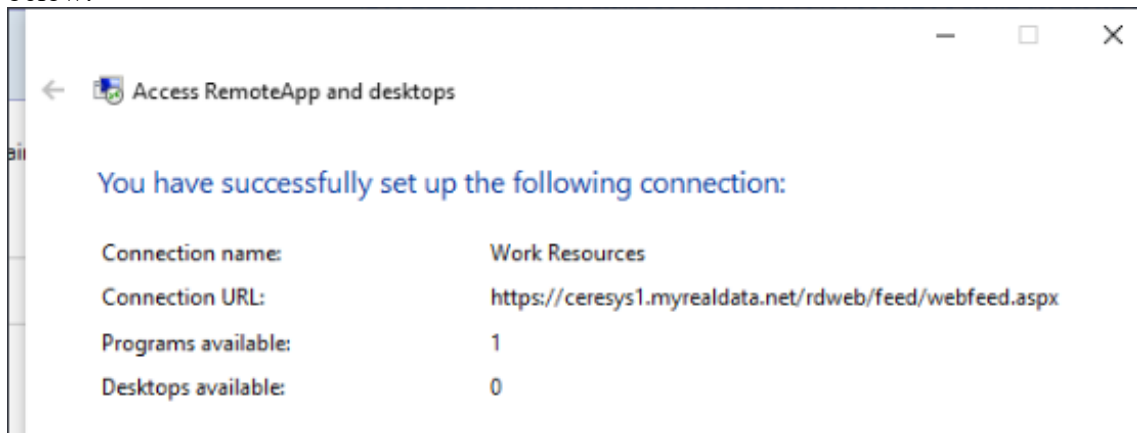 Access RemoteApp and desktops
You have successfully set up the following connection:
Connection name: Work Resources
Connection URL: https://ceresys1.myrealdata.net/rdweb/feed/webfeed.aspx
Programs available: 1
Desktops available: 0